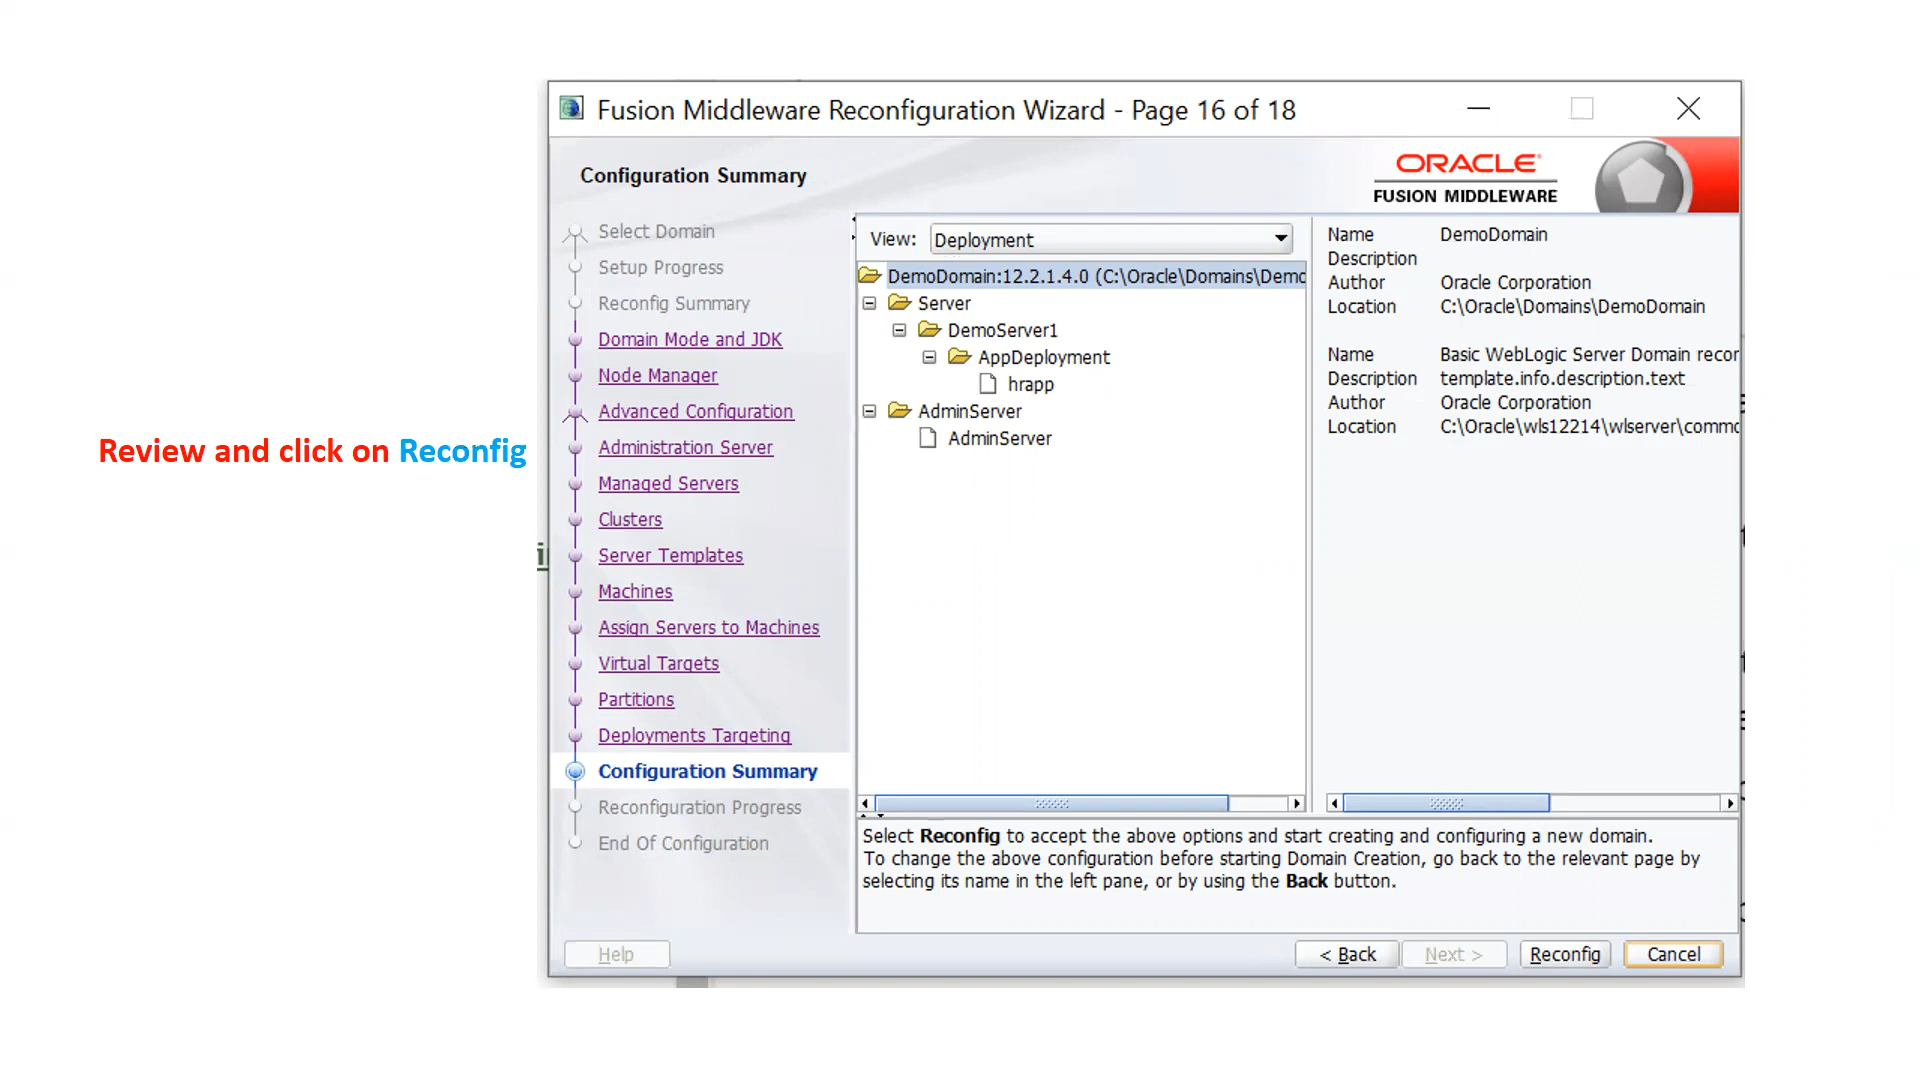 Review and click on Reconfig
Fusion Middleware Reconfiguration Wizard - Page 16 of 18
Configuration Summary
ORACLE
FUSION MIDDLEWARE
Select Domain
Setup Progress
Reconfig Summary
Domain Mode and JDK
Node Manager
Advanced Configuration
Administration Server
Managed Servers
Clusters
Server Templates
Machines
Assign Servers to Machines
Virtual Targets
Partitions
Deployments Targeting
Configuration Summary
Reconfiguration Progress
End Of Configuration
View: Deployment
DemoDomain:12.2.1.4.0 (C:\Oracle\Domains\Demo
Server
DemoServer1
AppDeployment
hrapp
AdminServer
AdminServer
Name DemoDomain
Description
Author Oracle Corporation
Location C:\Oracle\Domains\DemoDomain
Name Basic WebLogic Server Domain recor
Description template.info.description.text
Author Oracle Corporation
Location C:\Oracle\wls12214\wlserver\commo
Select Reconfig to accept the above options and start creating and configuring a new domain.
To change the above configuration before starting Domain Creation, go back to the relevant page by
selecting its name in the left pane, or by using the Back button.
Help
< Back
Next >
Reconfig
Cancel